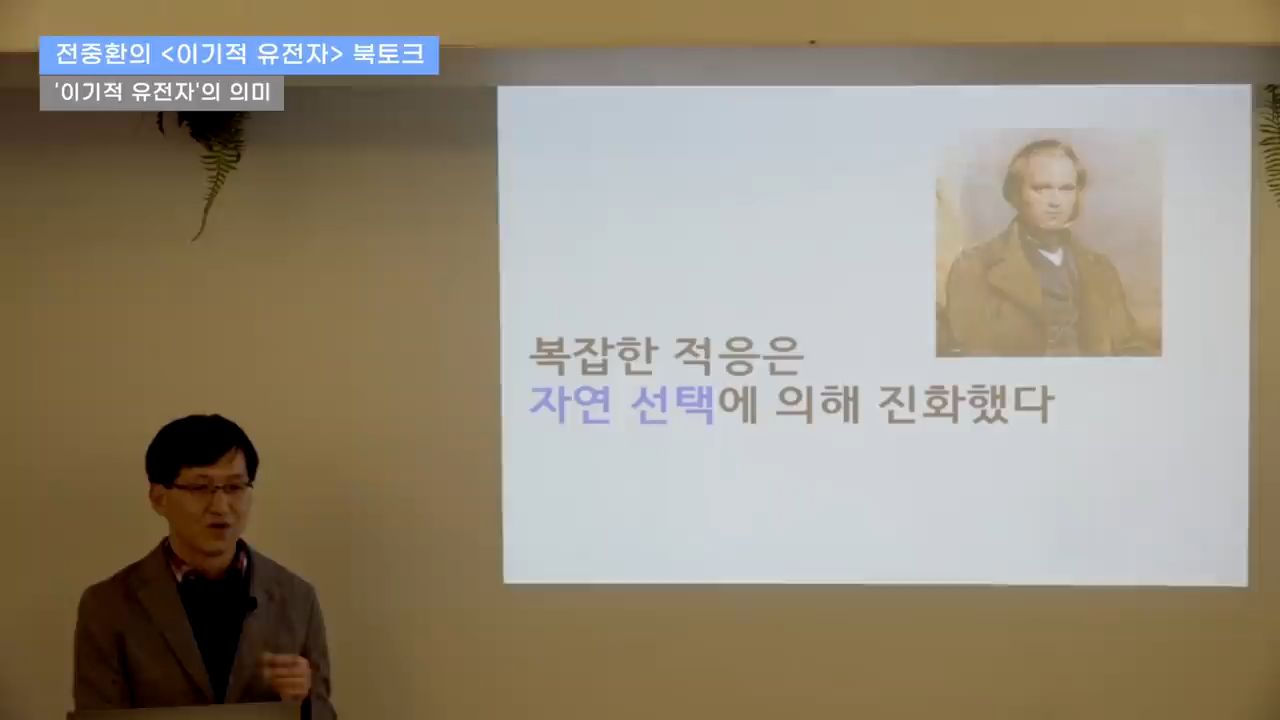 전중환의 <이기적 유전자> 북토크
'이기적 유전자'의 의미
복잡한 적응은
자연 선택에 의해 진화했다